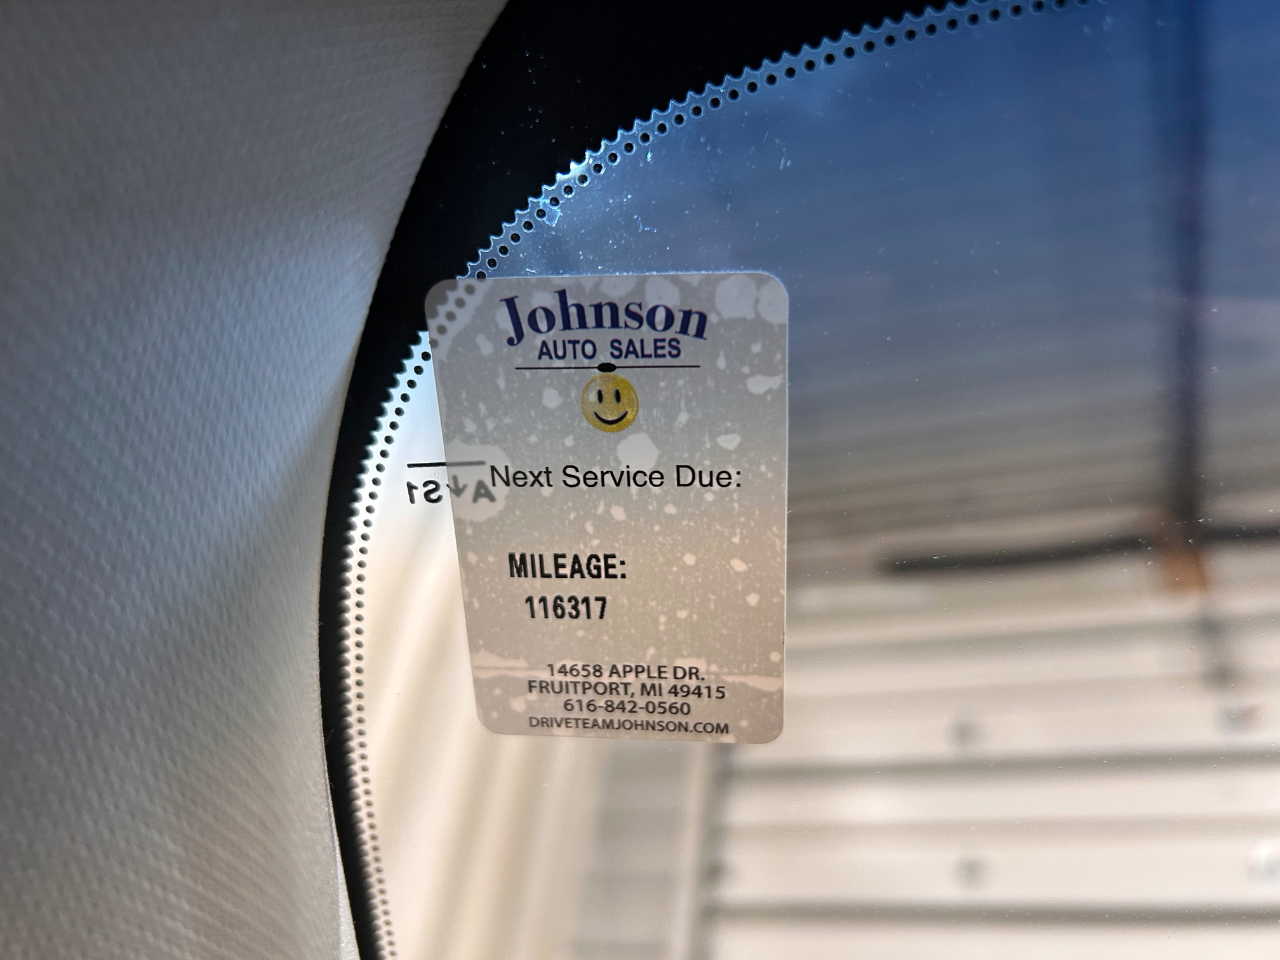 Johnson
AUTO SALES
Next Service Due:
AS1
MILEAGE:
116317
14658 APPLE DR.
FRUITPORT, MI 49415
616-842-0560
DRIVETEAMJOHNSON.COM